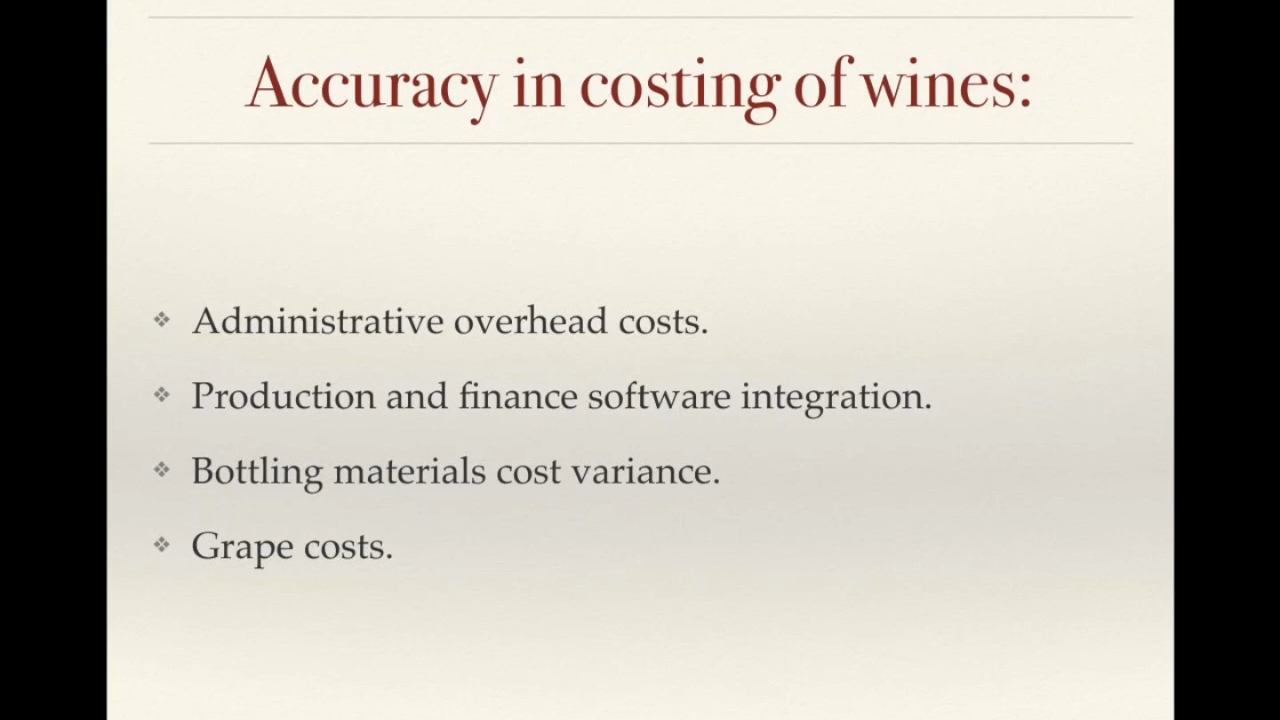 Accuracy in costing of wines:
Administrative overhead costs.
Production and finance software integration.
Bottling materials cost variance.
Grape costs.